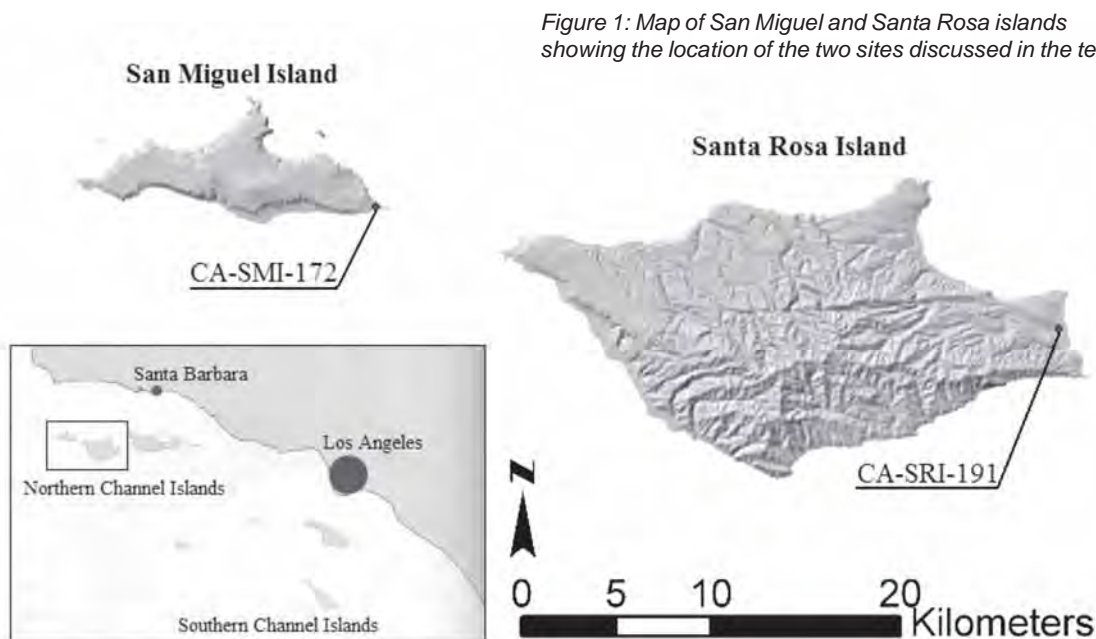 Figure 1: Map of San Miguel and Santa Rosa islands
showing the location of the two sites discussed in the te
San Miguel Island
Santa Rosa Island
CA-SMI-172
Santa Barbara
Los Angeles
Northern Channel Islands
Southern Channel Islands
CA-SRI-191
N
0 5 10 20
Kilometers